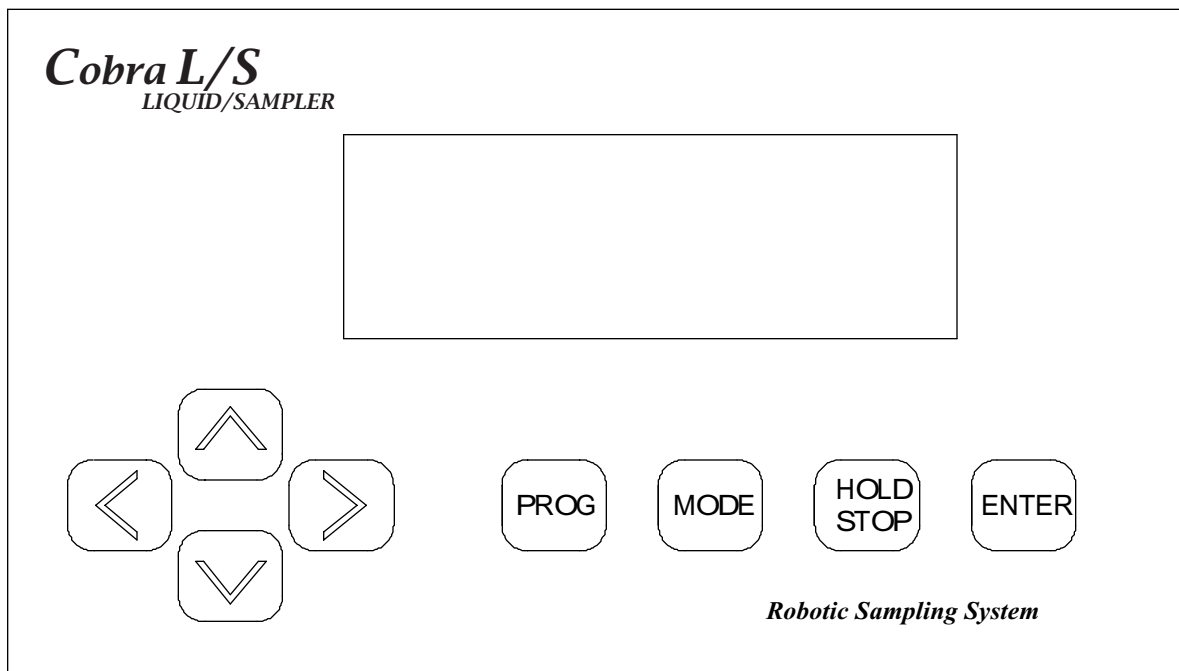 Cobra L/S
LIQUID/SAMPLER
PROG
MODE
HOLD
STOP
ENTER
Robotic Sampling System